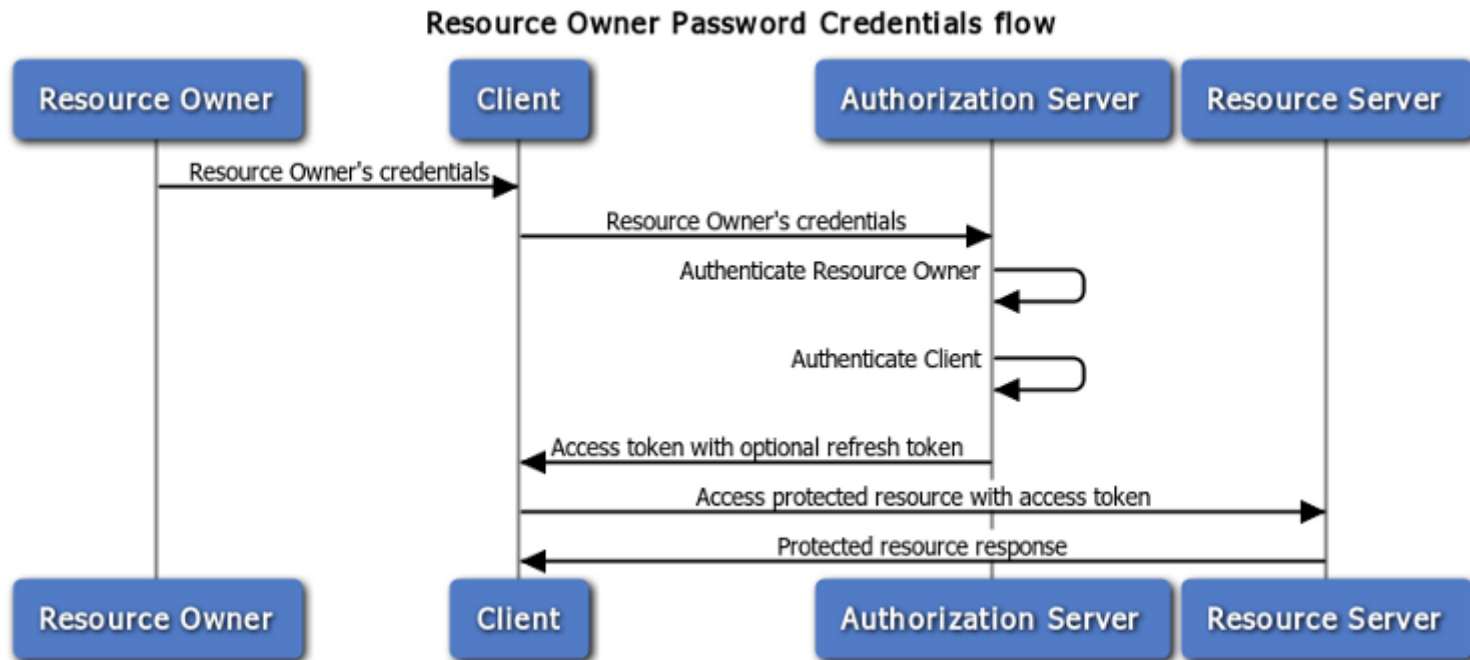 Resource Owner Password Credentials flow
Resource Owner Client Authorization Server Resource Server
Resource Owner's credentials
Resource Owner's credentials
Authenticate Resource Owner
Authenticate Client
Access token with optional refresh token
Access protected resource with access token
Protected resource response
Resource Owner Client Authorization Server Resource Server